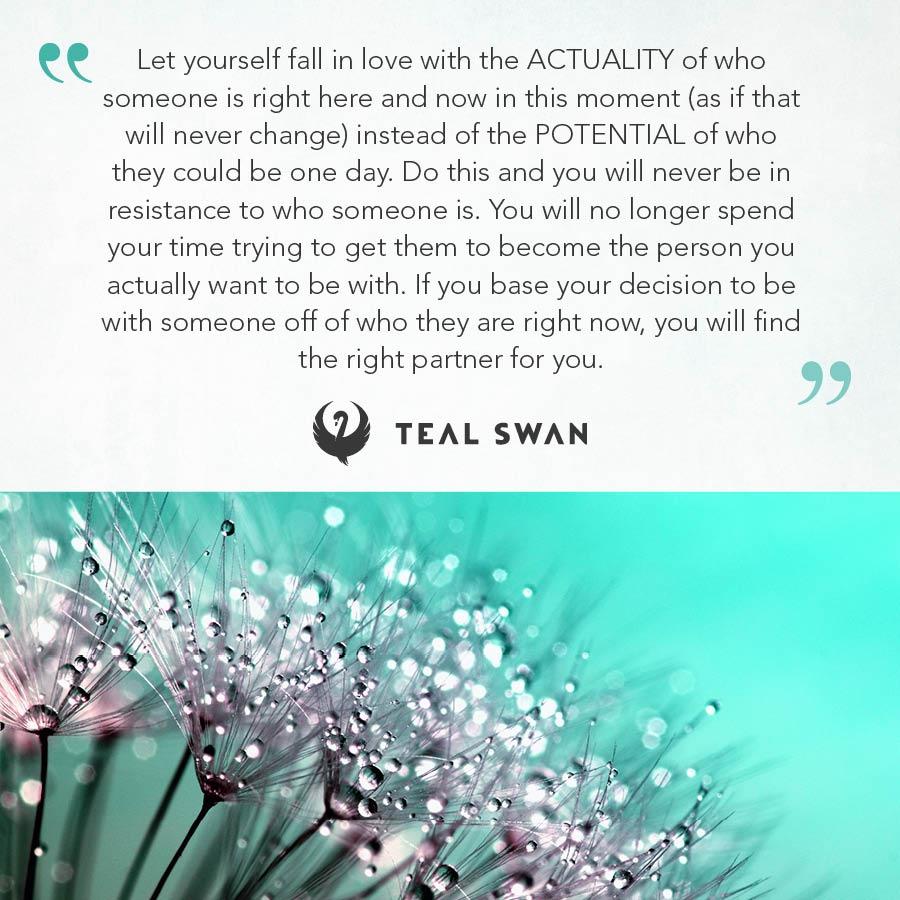 Let yourself fall in love with the ACTUALITY of who
someone is right here and now in this moment (as if that
will never change) instead of the POTENTIAL of who
they could be one day. Do this and you will never be in
resistance to who someone is. You will no longer spend
your time trying to get them to become the person you
actually want to be with. If you base your decision to be
with someone off of who they are right now, you will find
the right partner for you.
TEAL SWAN